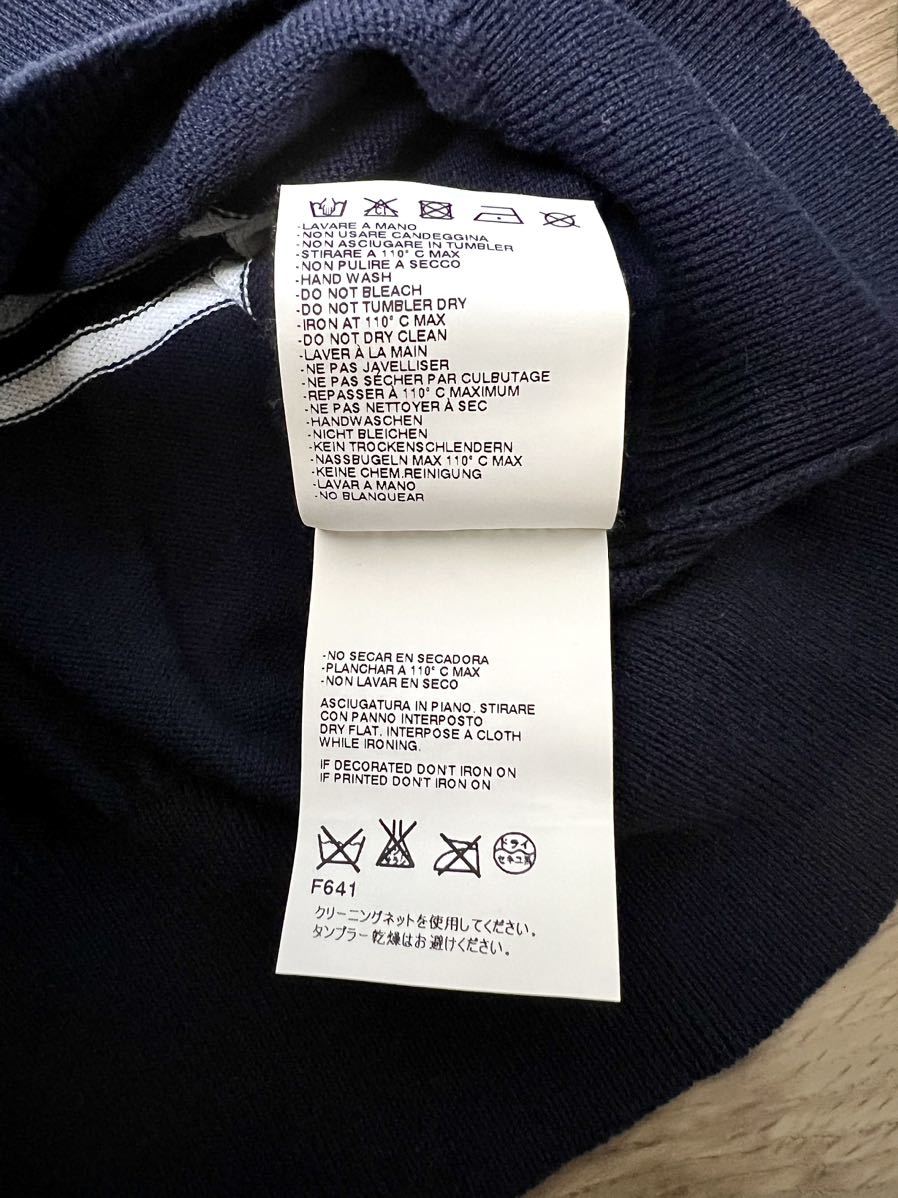 CL
-LAVARE A MANO
-NON USARE CANDEGGINA
-NON ASCIUGARE IN TUMBLER
-STIRARE A 110° C MAX
-NON PULIRE A SECCO
-HAND WASH
-DO NOT BLEACH
-DO NOT TUMBLER DRY
-IRON AT 110° C MAX
-DO NOT DRY CLEAN
-LAVER À LA MAIN
-NE PAS JAVELLISER
-NE PAS SÉCHER PAR CULBUTAGE
-REPASSER À 110° C MAXIMUM
-NE PAS NETTOYER À SEC
-HANDWASCHEN
-NICHT BLEICHEN
-KEIN TROCKENSCHLENDERN
-NASSBUGELN MAX 110° C MAX
-KEINE CHEM.REINIGUNG
-LAVAR A MANO
-NO BLANQUEAR
-NO SECAR EN SECADORA
-PLANCHAR A 110° C MAX
-NON LAVAR EN SECO
ASCIUGATURA IN PIANO. STIRARE
CON PANNO INTERPOSTO
DRY FLAT, INTERPOSE A CLOTH
WHILE IRONING.
IF DECORATED DON'T IRON ON
IF PRINTED DON'T IRON ON
ドライ
セキユ系
F641
クリーニングネットを使用してください。
タンブラー乾燥はお避けください。